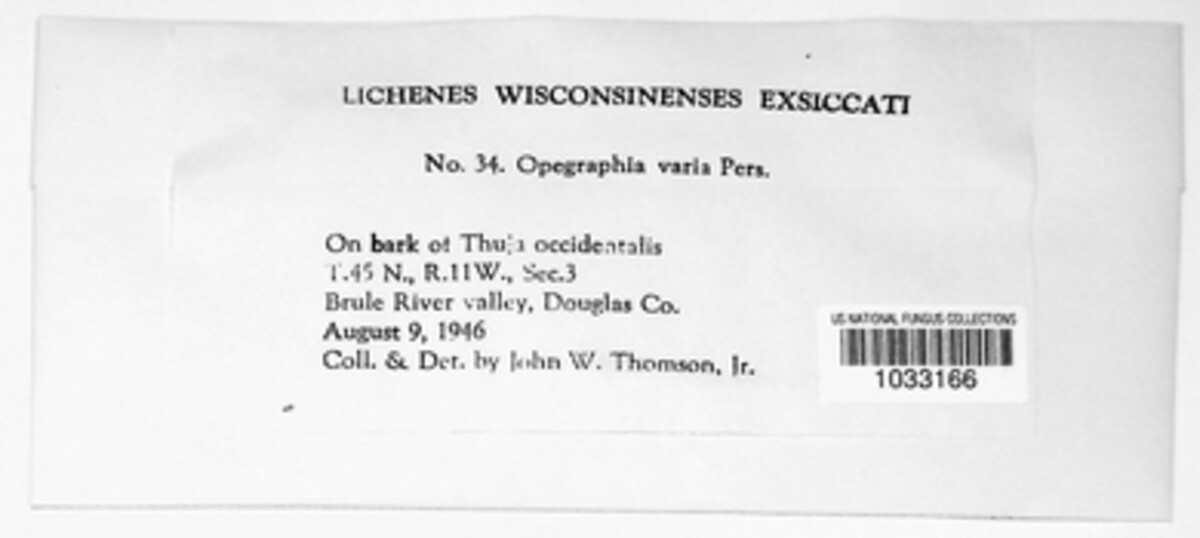 LICHENES WISCONSINENSES EXSICCATI
No. 34. Opegraphia varia Pers.
On bark of Thuja occidentalis
T.45 N., R.11W., Sec.3
Brule River valley, Douglas Co.
August 9, 1946
Coll. & Det. by John W. Thomson, Jr.
US NATIONAL FUNGUS COLLECTIONS
1033166